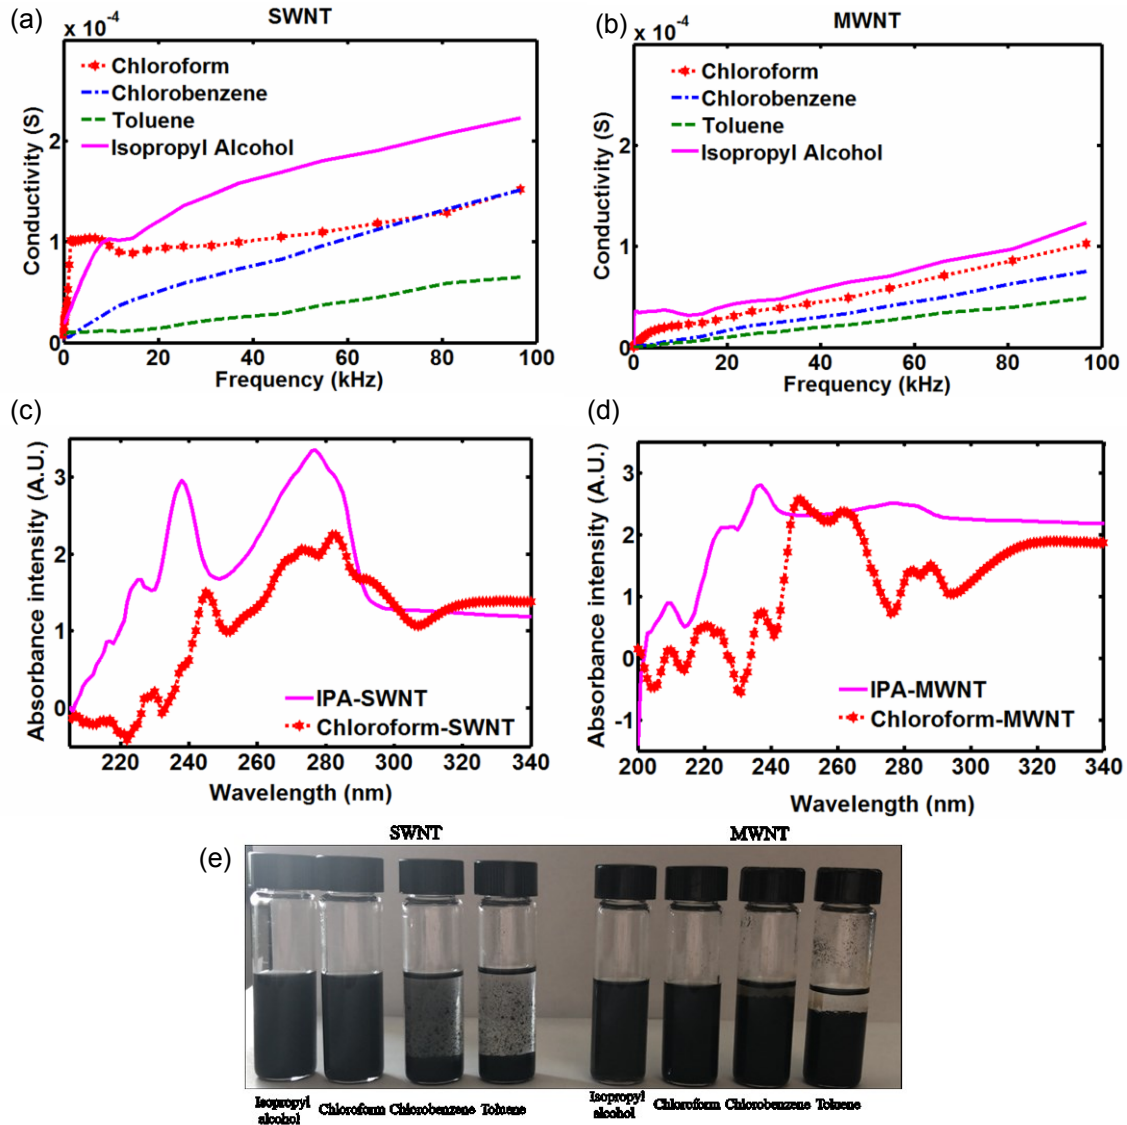 (a)
x 10⁻⁴
SWNT
Chloroform
Chlorobenzene
Toluene
Isopropyl Alcohol
Conductivity (S)
2
1
0
0 20 40 60 80 100
Frequency (kHz)
(b)
x 10⁻⁴
MWNT
3
Chloroform
Chlorobenzene
Toluene
Isopropyl Alcohol
Conductivity (S)
2
1
0
0 20 40 60 80 100
Frequency (kHz)
(c)
Absorbance intensity (A.U.)
3
2
1
0
IPA-SWNT
Chloroform-SWNT
220 240 260 280 300 320 340
Wavelength (nm)
(d)
Absorbance intensity (A.U.)
3
2
1
0
-1
IPA-MWNT
Chloroform-MWNT
200 220 240 260 280 300 320 340
Wavelength (nm)
(e)
SWNT MWNT
Isopropyl
alcohol
Chloroform
Chlorobenzene
Toluene
Isopropyl
alcohol
Chloroform
Chlorobenzene
Toluene